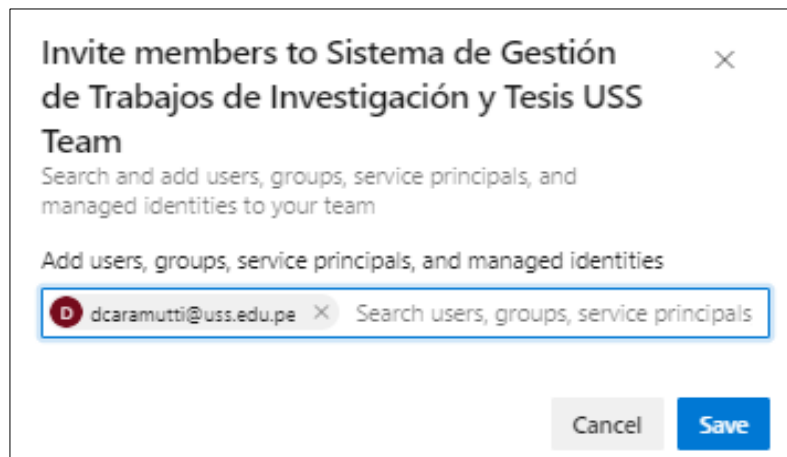 Invite members to Sistema de Gestión
de Trabajos de Investigación y Tesis USS
Team
Search and add users, groups, service principals, and
managed identities to your team
Add users, groups, service principals, and managed identities
D dcaramutti@uss.edu.pe Search users, groups, service principals
Cancel Save